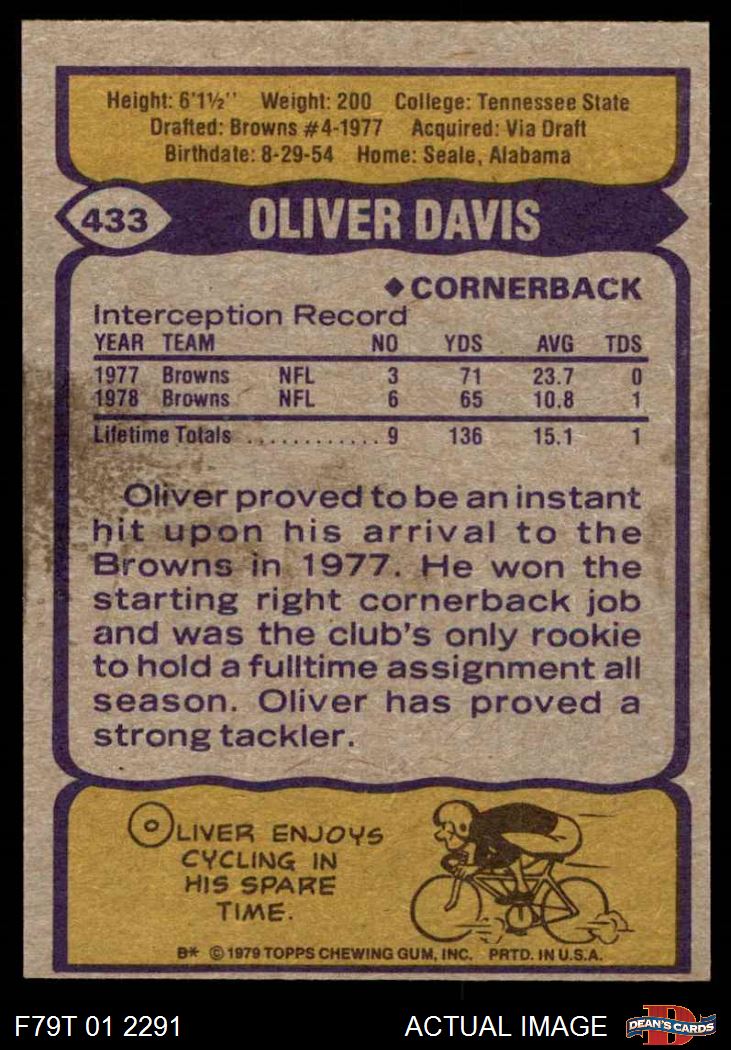 Height: 6'1½" Weight: 200 College: Tennessee State
Drafted: Browns #4-1977 Acquired: Via Draft
Birthdate: 8-29-54 Home: Seale, Alabama
433 OLIVER DAVIS
◆CORNERBACK
Interception Record
YEAR TEAM NO YDS AVG TDS
1977 Browns NFL 3 71 23.7 0
1978 Browns NFL 6 65 10.8 1
Lifetime Totals ............ 9 136 15.1 1
Oliver proved to be an instant
hit upon his arrival to the
Browns in 1977. He won the
starting right cornerback job
and was the club's only rookie
to hold a fulltime assignment all
season. Oliver has proved a
strong tackler.
OLIVER ENJOYS
CYCLING IN
HIS SPARE
TIME.
B* © 1979 TOPPS CHEWING GUM, INC. PRTD. IN U.S.A.
F79T 01 2291 ACTUAL IMAGE DEAN'S CARDS